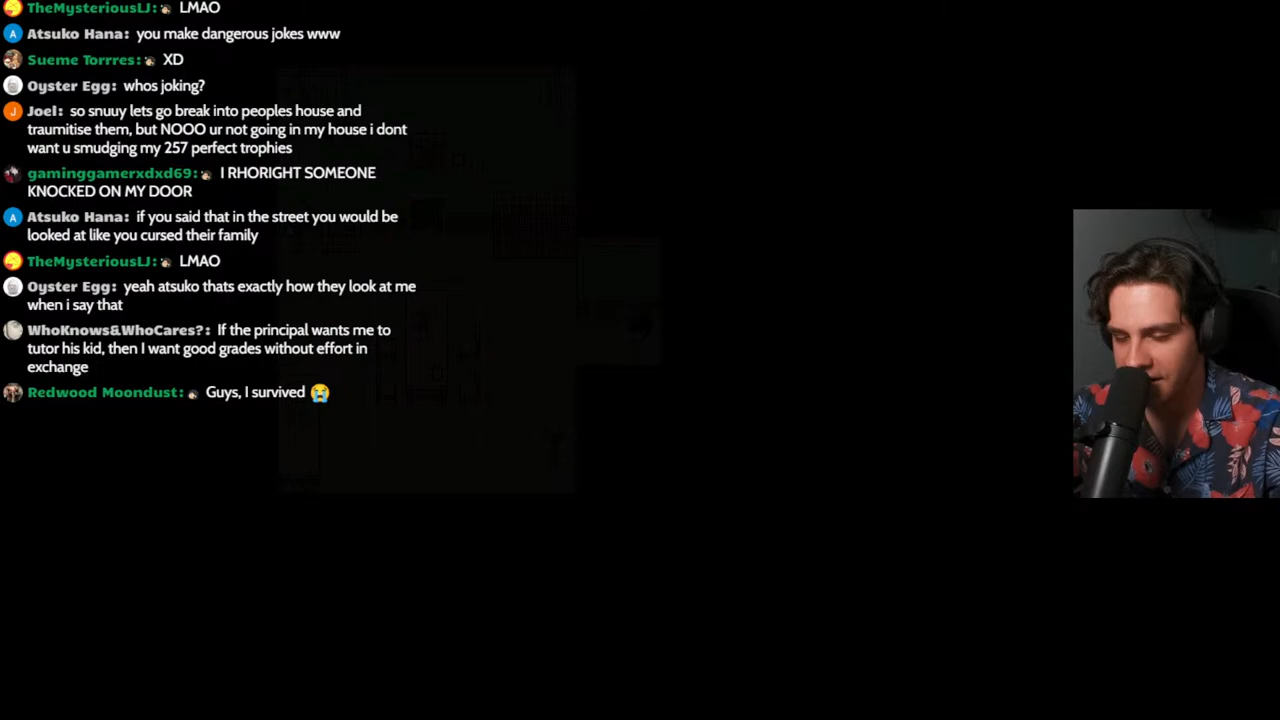 TheMysteriousLJ: LMAO
Atsuko Hana: you make dangerous jokes www
Sueme Torrres: XD
Oyster Egg: whos joking?
Joel: so snuuy lets go break into peoples house and
traumitise them, but NOOO ur not going in my house i dont
want u smudging my 257 perfect trophies
gaminggamerxdxd69: I RHORIGHT SOMEONE
KNOCKED ON MY DOOR
Atsuko Hana: if you said that in the street you would be
looked at like you cursed their family
TheMysteriousLJ: LMAO
Oyster Egg: yeah atsuko thats exactly how they look at me
when i say that
WhoKnows&WhoCares?: If the principal wants me to
tutor his kid, then I want good grades without effort in
exchange
Redwood Moondust: Guys, I survived 😭